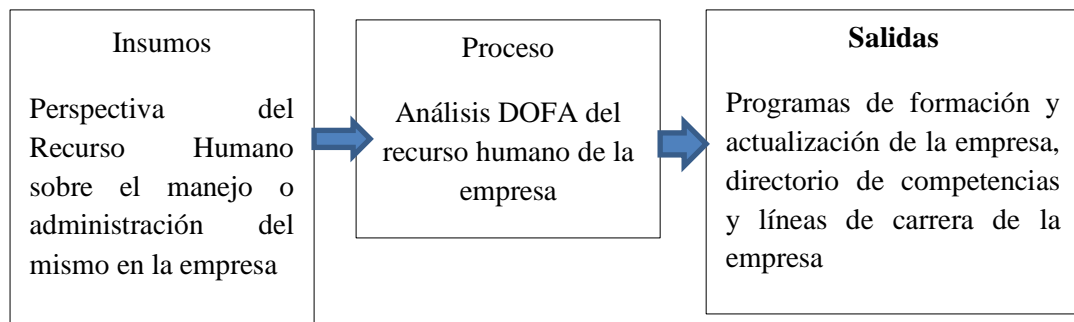 Insumos
Perspectiva del
Recurso Humano
sobre el manejo o
administración del
mismo en la empresa
Proceso
Análisis DOFA del
recurso humano de la
empresa
Salidas
Programas de formación y
actualización de la empresa,
directorio de competencias
y líneas de carrera de la
empresa